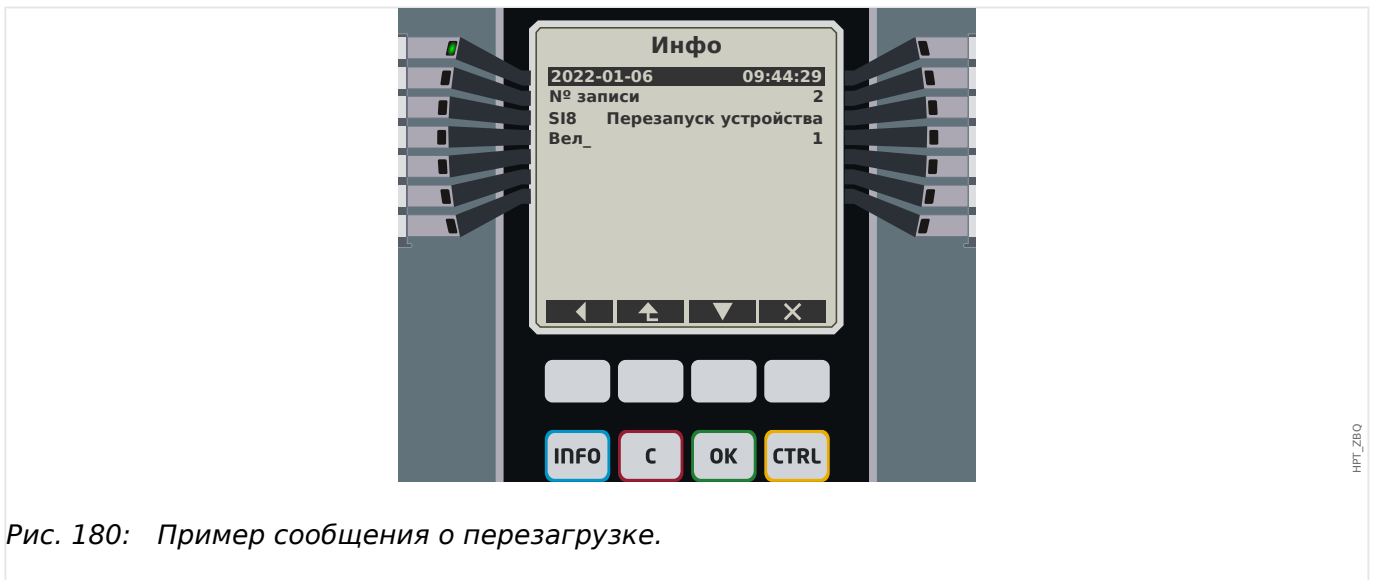 Инфо
2022-01-06 09:44:29
№ записи 2
SI8 Перезапуск устройства
Вел_ 1
INFO C OK CTRL
HPT_ZBQ
Рис. 180: Пример сообщения о перезагрузке.